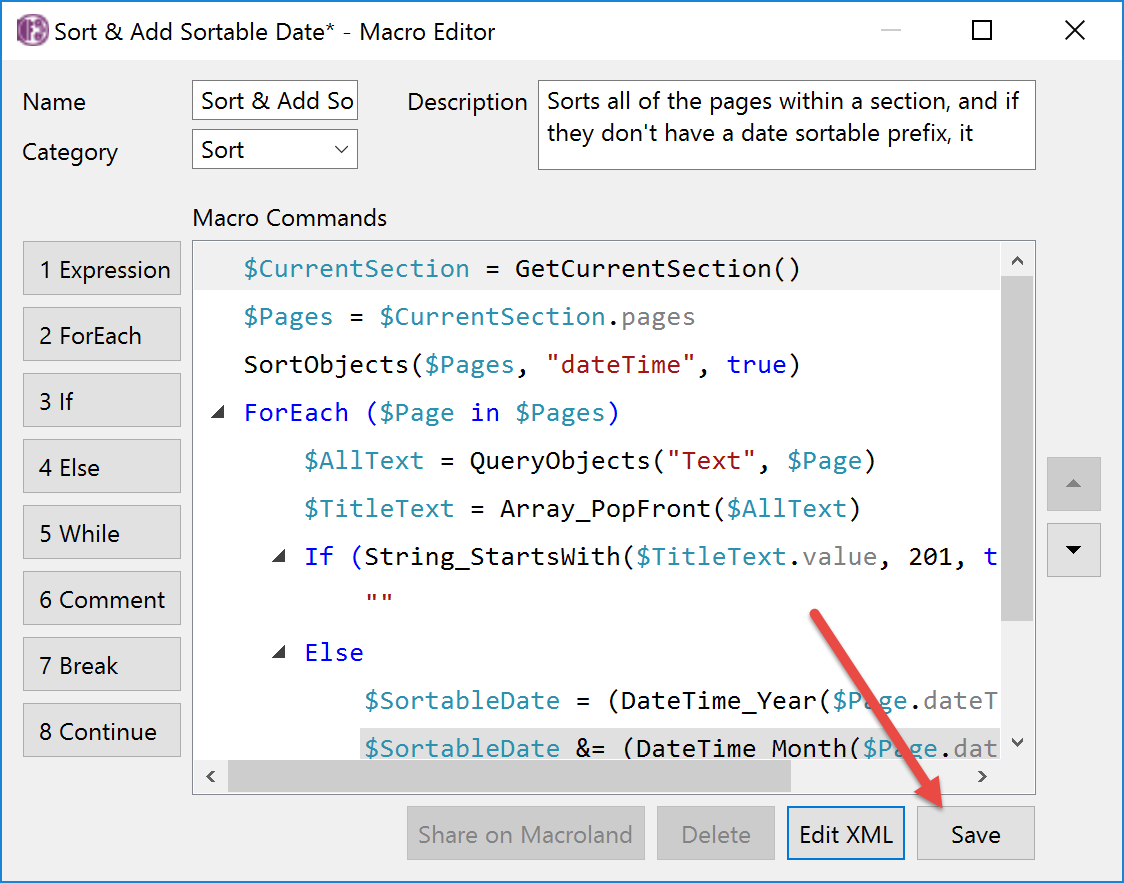 Sort & Add Sortable Date* - Macro Editor
Name
Sort & Add So
Description
Sorts all of the pages within a section, and if
they don't have a date sortable prefix, it
Category
Sort
Macro Commands
1 Expression
2 ForEach
3 If
4 Else
5 While
6 Comment
7 Break
8 Continue
$CurrentSection = GetCurrentSection()
$Pages = $CurrentSection.pages
SortObjects($Pages, "dateTime", true)
ForEach ($Page in $Pages)
$AllText = QueryObjects("Text", $Page)
$TitleText = Array_PopFront($AllText)
If (String_StartsWith($TitleText.value, 201, t
""
Else
$SortableDate = (DateTime_Year($Page.dateT
$SortableDate &= (DateTime_Month($Page.dat
Share on Macroland
Delete
Edit XML
Save